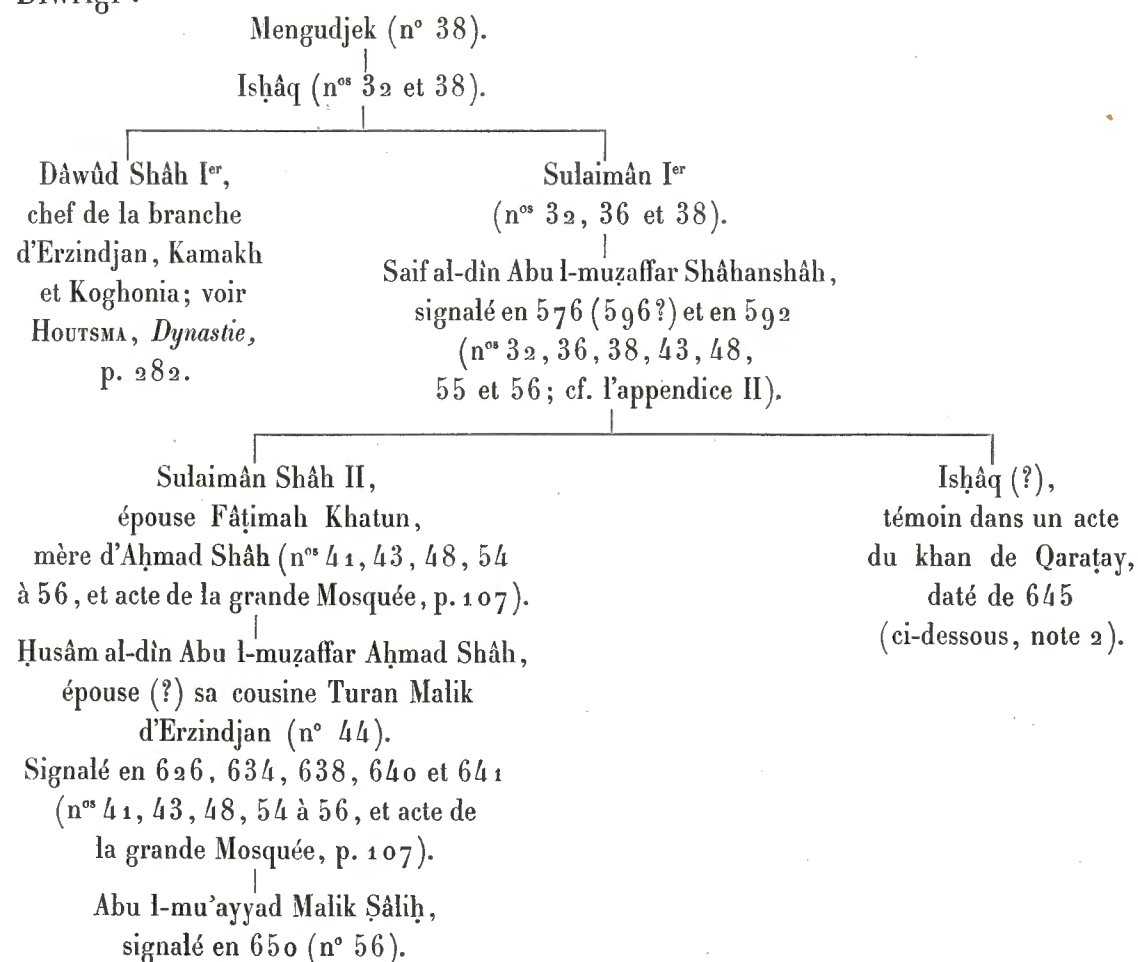 Mengudjek (nº 38).
Isḥâq (nᵒˢ 32 et 38).
Dâwûd Shâh Iᵉʳ,
chef de la branche
d'Erzindjan, Kamakh
et Koghonia; voir
Houtsma, Dynastie,
p. 282.
Sulaimân Iᵉʳ
(nᵒˢ 32, 36 et 38).
Saif al-dîn Abu l-muẓaffar Shâhanshâh,
signalé en 576 (596?) et en 592
(nᵒˢ 32, 36, 38, 43, 48,
55 et 56; cf. l'appendice II).
Sulaimân Shâh II,
épouse Fâṭimah Khatun,
mère d'Aḥmad Shâh (nᵒˢ 41, 43, 48, 54
à 56, et acte de la grande Mosquée, p. 107).
Ḥusâm al-dîn Abu l-muẓaffar Aḥmad Shâh,
épouse (?) sa cousine Turan Malik
d'Erzindjan (nº 44).
Signalé en 626, 634, 638, 640 et 641
(nᵒˢ 41, 43, 48, 54 à 56, et acte de
la grande Mosquée, p. 107).
Abu l-mu'ayyad Malik Ṣâliḥ,
signalé en 650 (nº 56).
Isḥâq (?),
témoin dans un acte
du khan de Qaraṭay,
daté de 645
(ci-dessous, note 2).